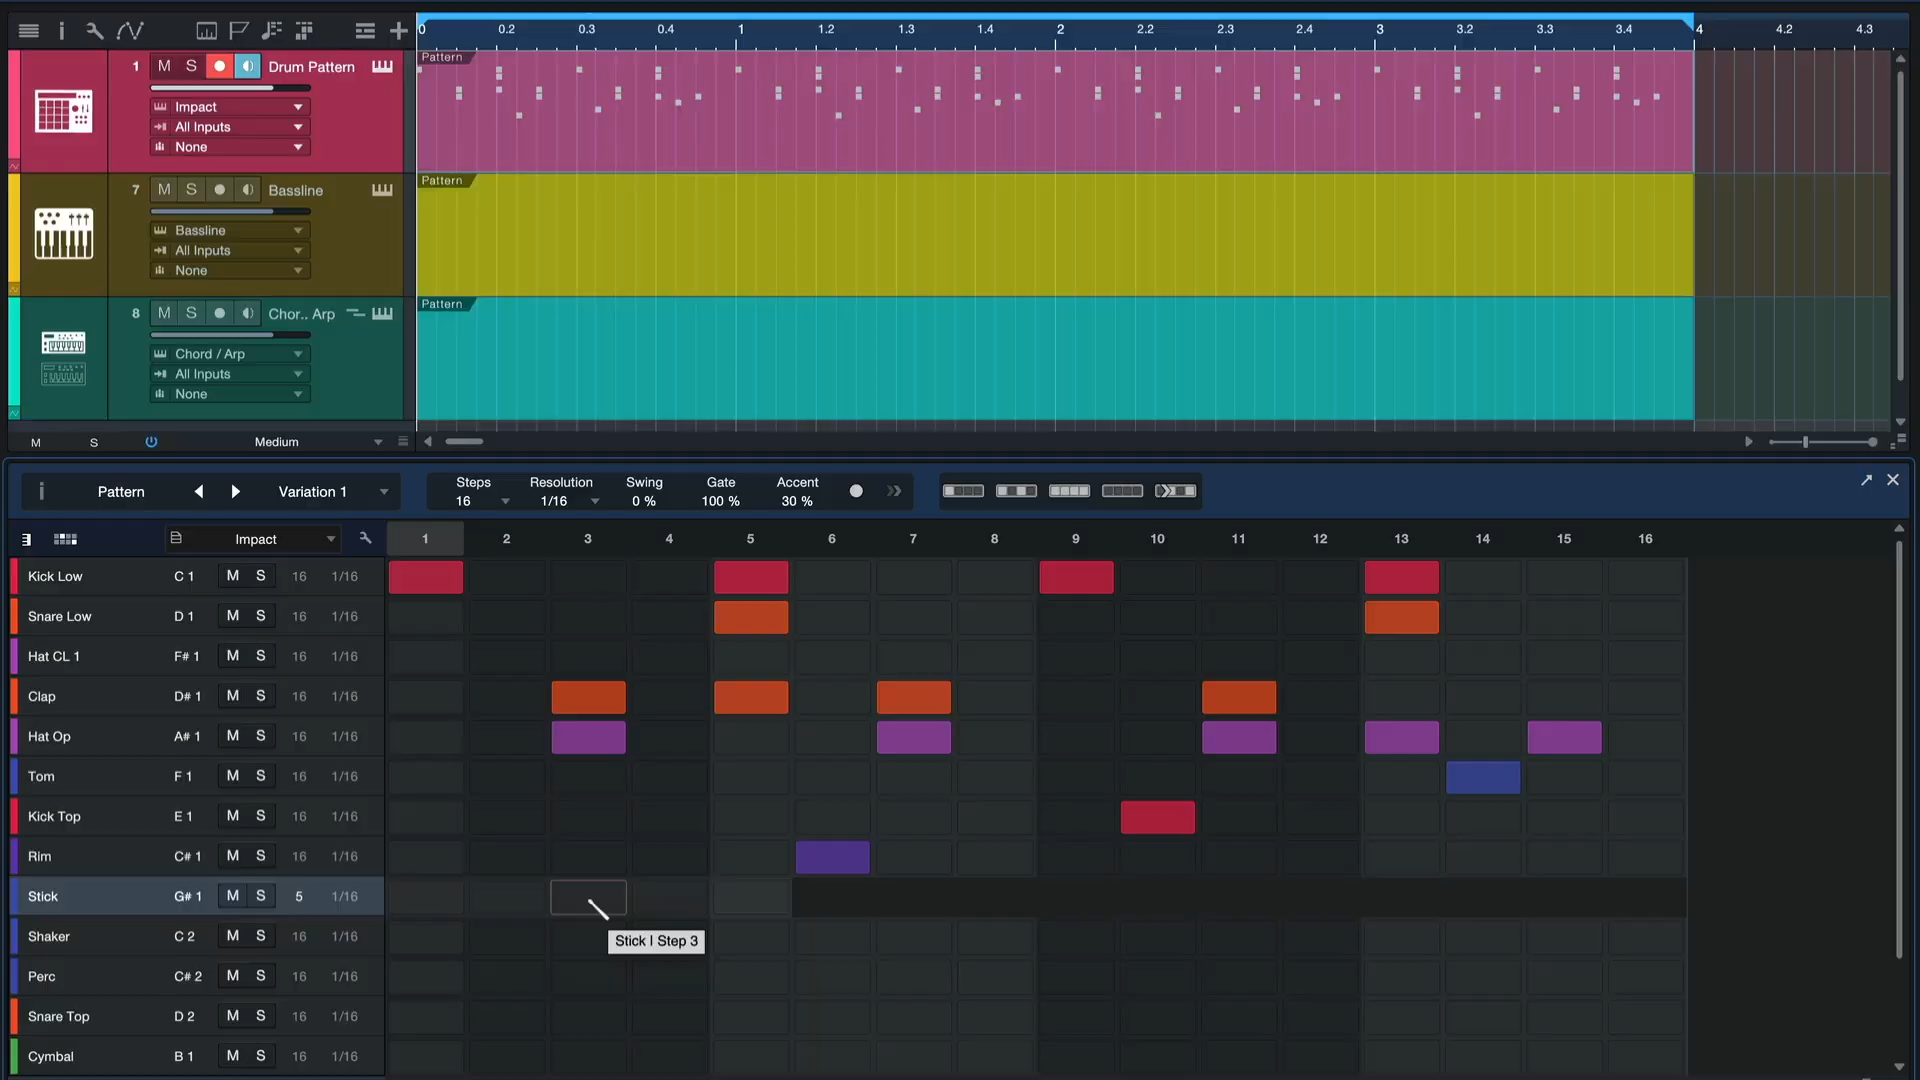 0 0.2 0.3 0.4 1 1.2 1.3 1.4 2 2.2 2.3 2.4 3 3.2 3.3 3.4 4 4.2 4.3
1 M S Drum Pattern
Impact
All Inputs
None
Pattern
7 M S Bassline
Bassline
All Inputs
None
Pattern
8 M S Chor.. Arp
Chord / Arp
All Inputs
None
Pattern
M S Medium
Pattern Variation 1
Steps Resolution Swing Gate Accent
16 1/16 0 % 100 % 30 %
Impact 1 2 3 4 5 6 7 8 9 10 11 12 13 14 15 16
Kick Low C 1 M S 16 1/16
Snare Low D 1 M S 16 1/16
Hat CL 1 F# 1 M S 16 1/16
Clap D# 1 M S 16 1/16
Hat Op A# 1 M S 16 1/16
Tom F 1 M S 16 1/16
Kick Top E 1 M S 16 1/16
Rim C# 1 M S 16 1/16
Stick G# 1 M S 5 1/16
Stick | Step 3
Shaker C 2 M S 16 1/16
Perc C# 2 M S 16 1/16
Snare Top D 2 M S 16 1/16
Cymbal B 1 M S 16 1/16